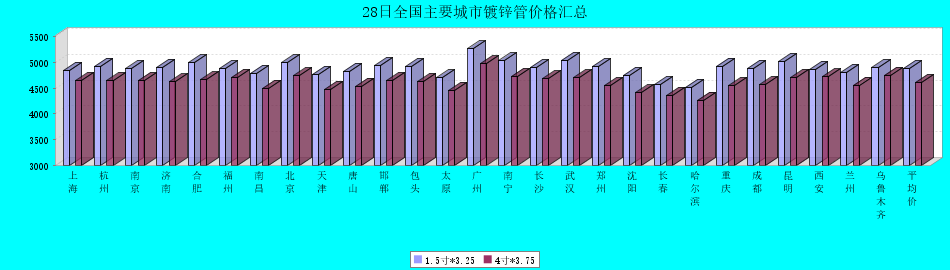 28日全国主要城市镀锌管价格汇总
5500
5000
4500
4000
3500
3000
上海
杭州
南京
济南
合肥
福州
南昌
北京
天津
唐山
邯郸
包头
太原
广州
南宁
长沙
武汉
郑州
沈阳
长春
哈尔滨
重庆
成都
昆明
西安
兰州
乌鲁木齐
平均价
1.5寸*3.25
4寸*3.75